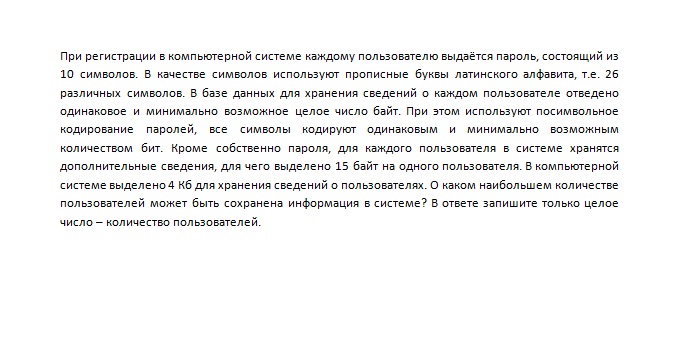 При регистрации в компьютерной системе каждому пользователю выдаётся пароль, состоящий из
10 символов. В качестве символов используют прописные буквы латинского алфавита, т.е. 26
различных символов. В базе данных для хранения сведений о каждом пользователе отведено
одинаковое и минимально возможное целое число байт. При этом используют посимвольное
кодирование паролей, все символы кодируют одинаковым и минимально возможным
количеством бит. Кроме собственно пароля, для каждого пользователя в системе хранятся
дополнительные сведения, для чего выделено 15 байт на одного пользователя. В компьютерной
системе выделено 4 Кб для хранения сведений о пользователях. О каком наибольшем количестве
пользователей может быть сохранена информация в системе? В ответе запишите только целое
число – количество пользователей.